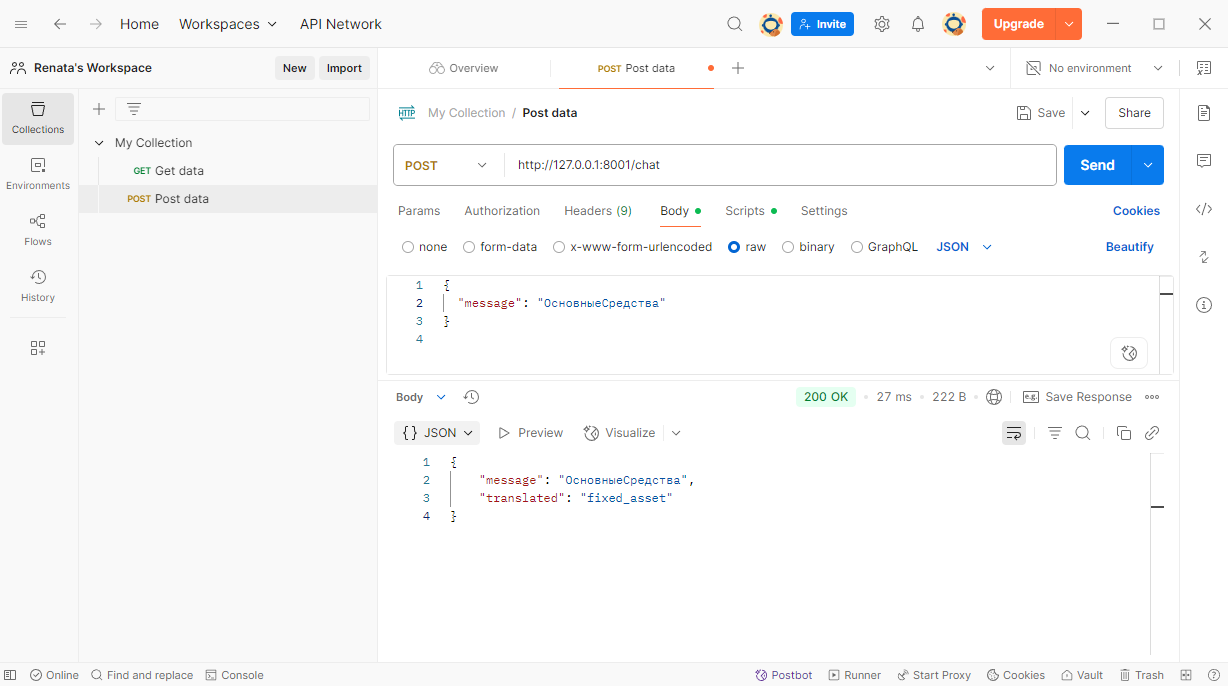 Home Workspaces API Network Invite Upgrade
Renata's Workspace New Import Overview POST Post data No environment
Collections
Environments
Flows
History
My Collection
GET Get data
POST Post data
HTTP My Collection / Post data Save Share
POST http://127.0.0.1:8001/chat Send
Params Authorization Headers (9) Body Scripts Settings Cookies
none form-data x-www-form-urlencoded raw binary GraphQL JSON Beautify
1 {
2 "message": "ОсновныеСредства"
3 }
4
Body 200 OK 27 ms 222 B e.g. Save Response
{} JSON Preview Visualize
1 {
2 "message": "ОсновныеСредства",
3 "translated": "fixed_asset"
4 }
Online Find and replace Console Postbot Runner Start Proxy Cookies Vault Trash